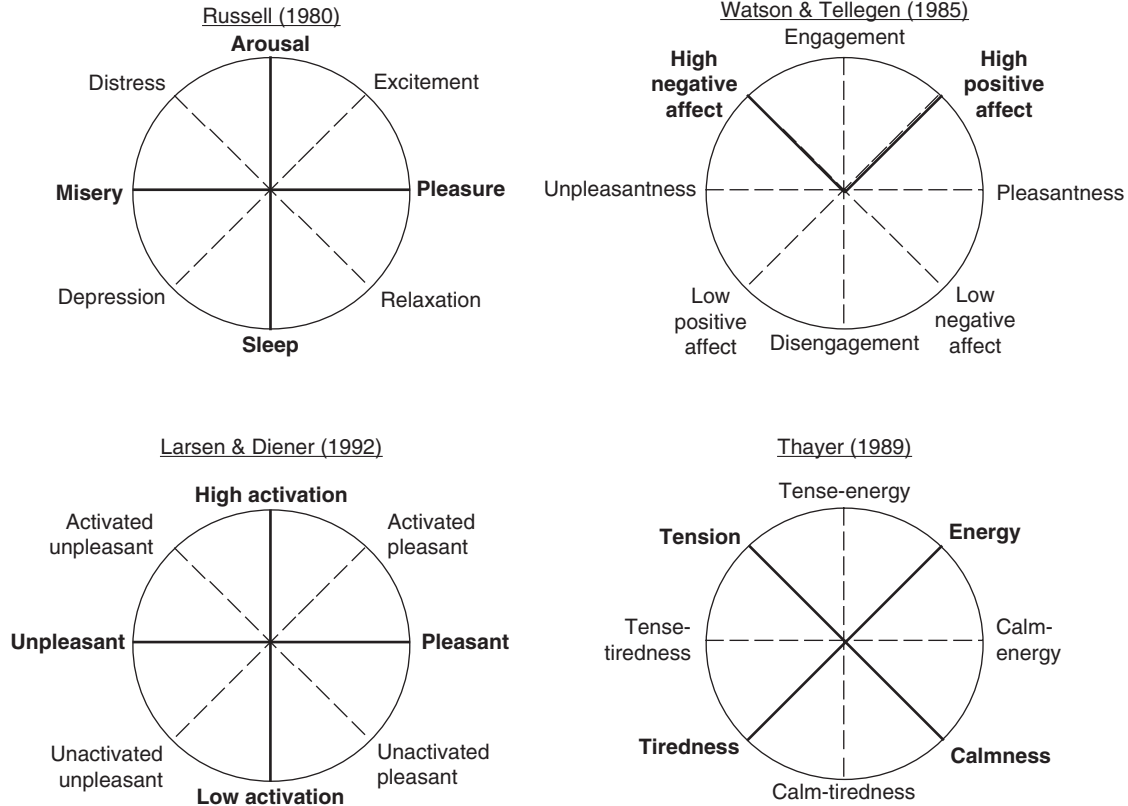 Russell (1980)
Arousal
Distress
Excitement
Misery
Pleasure
Depression
Relaxation
Sleep
Watson & Tellegen (1985)
Engagement
High
negative
affect
High
positive
affect
Unpleasantness
Pleasantness
Low
positive
affect
Low
negative
affect
Disengagement
Larsen & Diener (1992)
High activation
Activated
unpleasant
Activated
pleasant
Unpleasant
Pleasant
Unactivated
unpleasant
Unactivated
pleasant
Low activation
Thayer (1989)
Tense-energy
Tension
Energy
Tense-
tiredness
Calm-
energy
Tiredness
Calmness
Calm-tiredness